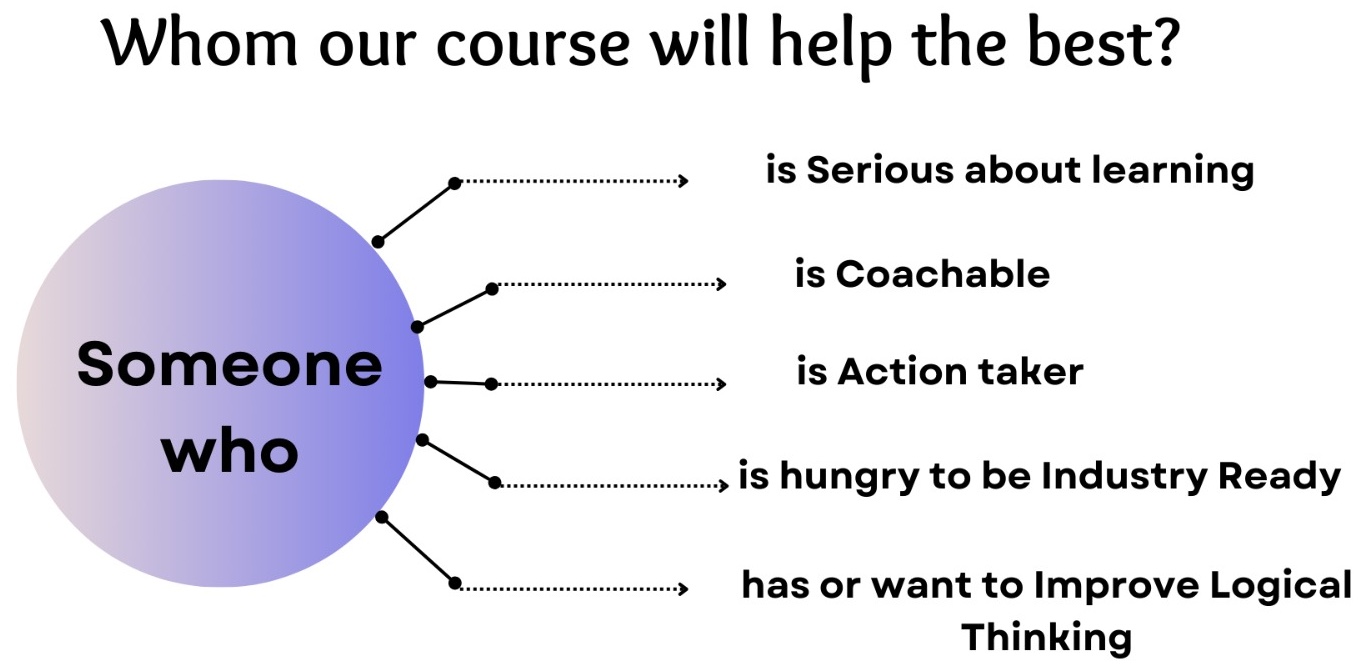 Whom our course will help the best?
Someone
who
is Serious about learning
is Coachable
is Action taker
is hungry to be Industry Ready
has or want to Improve Logical
Thinking